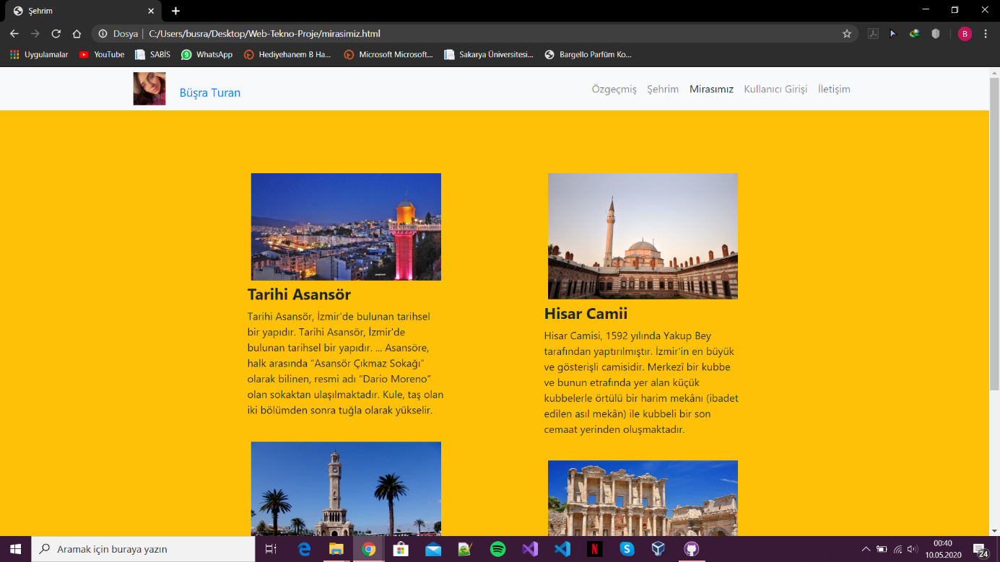 Şehrim
Dosya | C:/Users/busra/Desktop/Web-Tekno-Proje/mirasimiz.html
B
Uygulamalar YouTube SABİS WhatsApp Hediyehanem B Ha... Microsoft Microsoft... Sakarya Üniversitesi... Bargello Parfüm Ko...
Büşra Turan
Özgeçmiş Şehrim Mirasımız Kullanıcı Girişi İletişim
Tarihi Asansör
Tarihi Asansör, İzmir'de bulunan tarihsel
bir yapıdır. Tarihi Asansör, İzmir'de
bulunan tarihsel bir yapıdır. ... Asansöre,
halk arasında “Asansör Çıkmaz Sokağı”
olarak bilinen, resmi adı “Dario Moreno”
olan sokaktan ulaşılmaktadır. Kule, taş olan
iki bölümden sonra tuğla olarak yükselir.
Hisar Camii
Hisar Camisi, 1592 yılında Yakup Bey
tarafından yaptırılmıştır. İzmir'in en büyük
ve gösterişli camisidir. Merkezî bir kubbe
ve bunun etrafında yer alan küçük
kubbelerle örtülü bir harim mekânı (ibadet
edilen asıl mekân) ile kubbeli bir son
cemaat yerinden oluşmaktadır.
Aramak için buraya yazın
00:40
10.05.2020
24